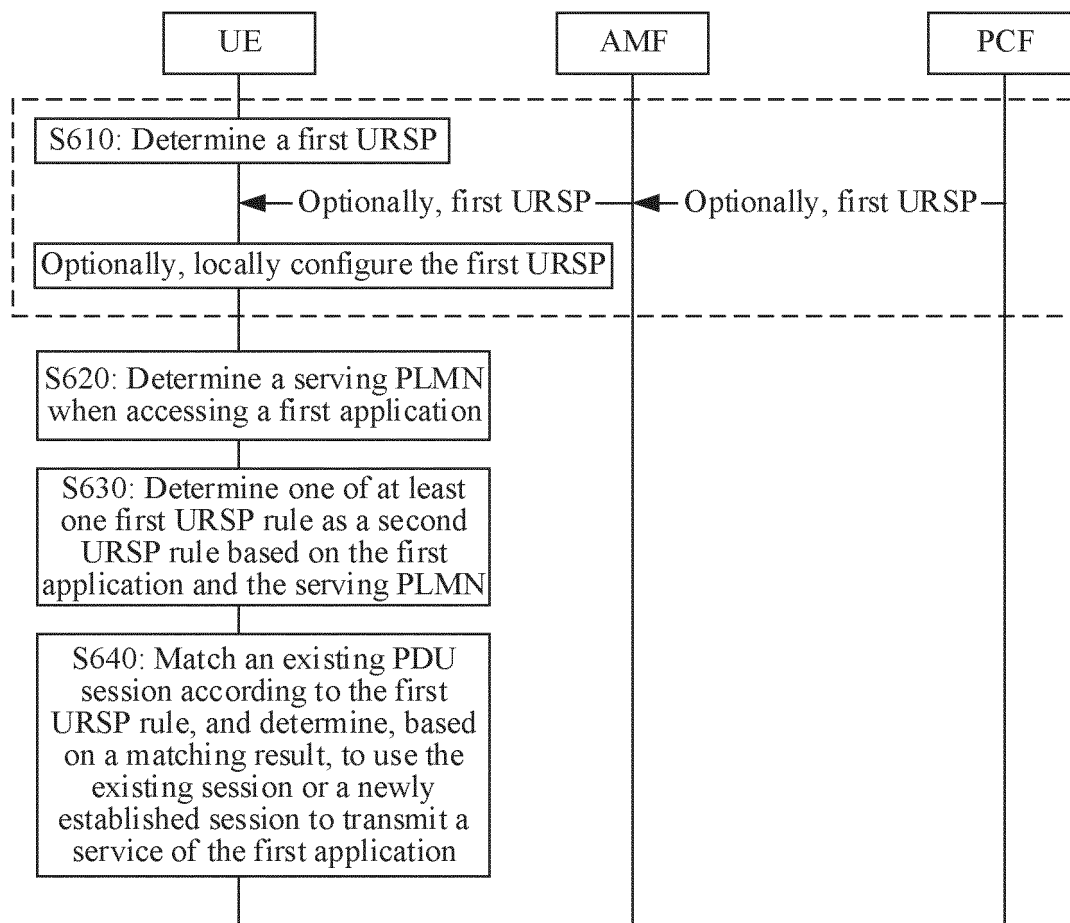 UE
AMF
PCF
S610: Determine a first URSP
Optionally, first URSP
Optionally, first URSP
Optionally, locally configure the first URSP
S620: Determine a serving PLMN
when accessing a first application
S630: Determine one of at least
one first URSP rule as a second
URSP rule based on the first
application and the serving PLMN
S640: Match an existing PDU
session according to the first
URSP rule, and determine, based
on a matching result, to use the
existing session or a newly
established session to transmit a
service of the first application